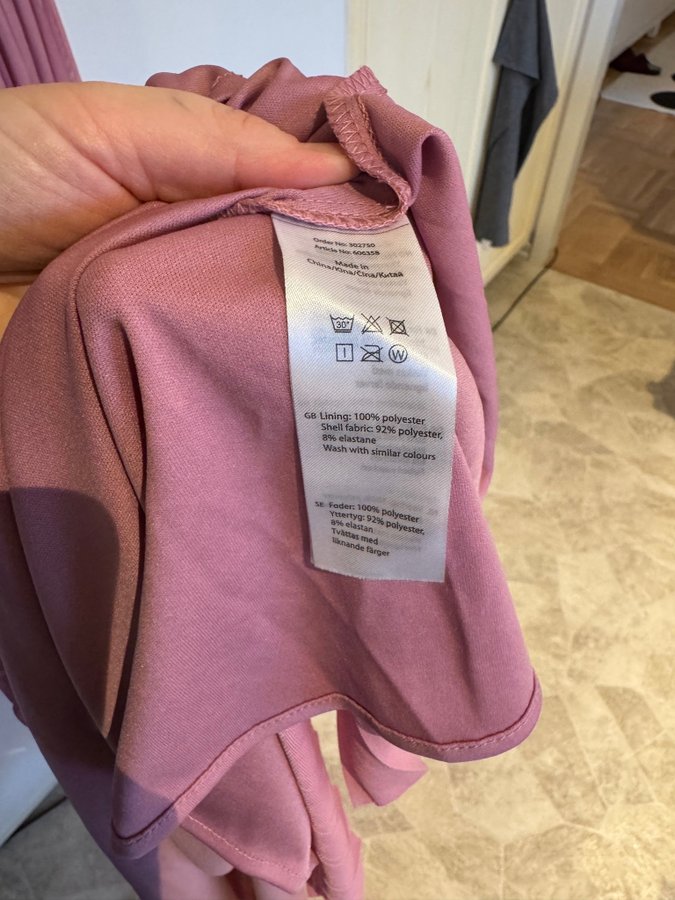 Order No: 302750
Article No: 606358
Made in
China/Kina/Čína/Китай
30°
W
GB Lining: 100% polyester
Shell fabric: 92% polyester,
8% elastane
Wash with similar colours
SE Foder: 100% polyester
Yttertyg: 92% polyester,
8% elastan
Tvättas med
liknande färger